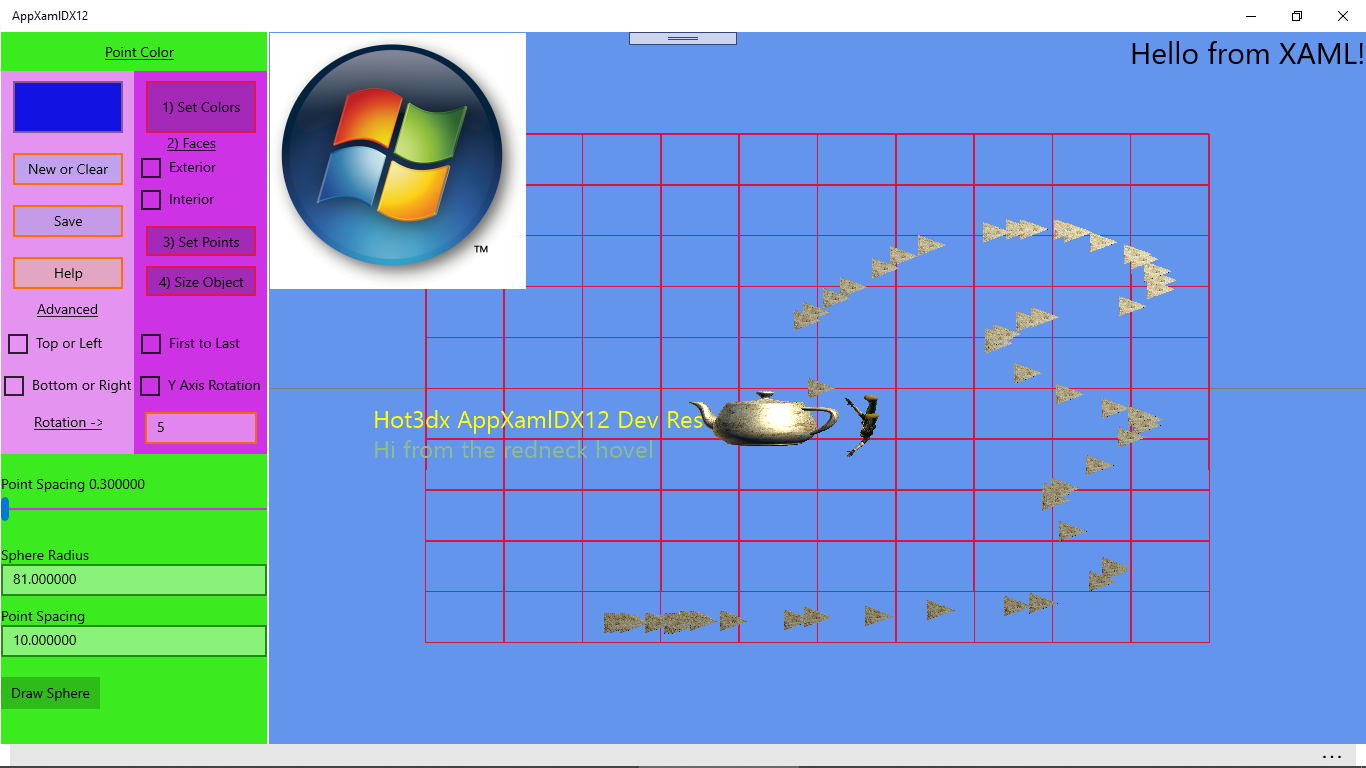 AppXamlDX12
Point Color
1) Set Colors
2) Faces
New or Clear
Exterior
Interior
Save
3) Set Points
Help
4) Size Object
Advanced
Top or Left
First to Last
Bottom or Right
Y Axis Rotation
Rotation ->
5
Point Spacing 0.300000
Sphere Radius
81.000000
Point Spacing
10.000000
Draw Sphere
TM
Hello from XAML!
Hot3dx AppXamlDX12 Dev Res
Hi from the redneck hovel